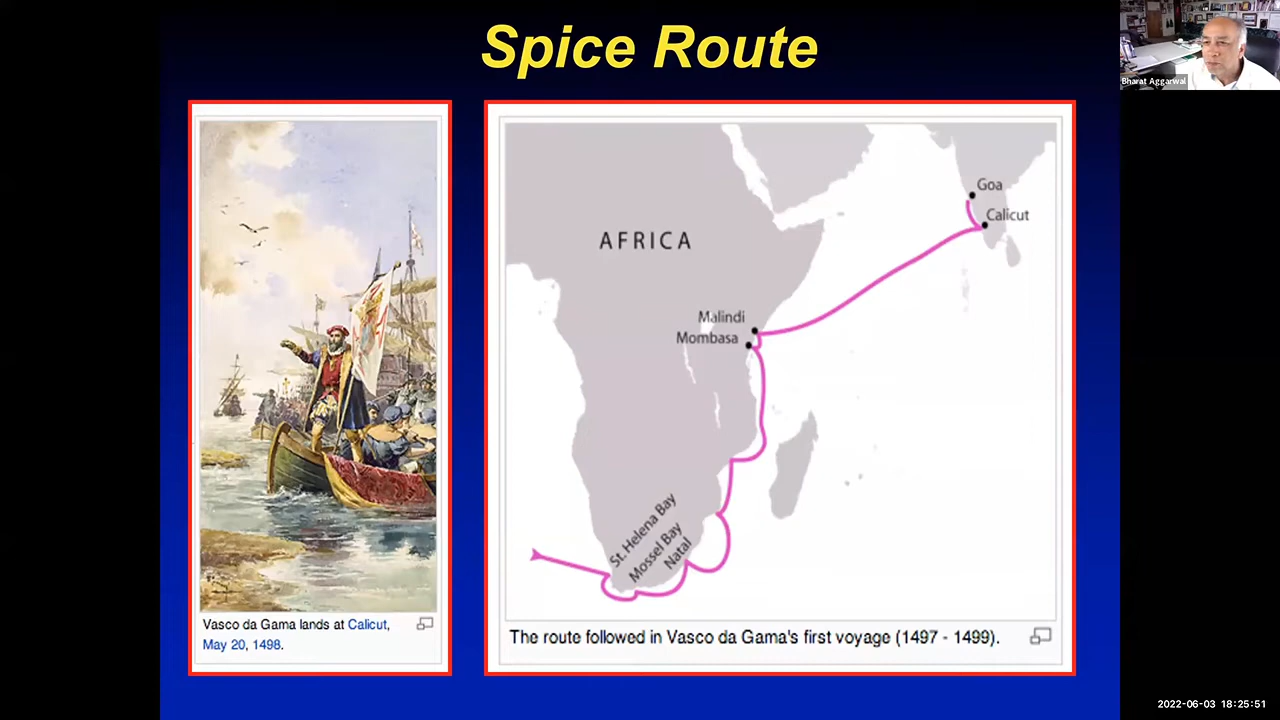 Spice Route
Bharat Aggarwal
Vasco da Gama lands at Calicut,
May 20, 1498.
AFRICA
Goa
Calicut
Malindi
Mombasa
St. Helena Bay
Mossel Bay
Natal
The route followed in Vasco da Gama's first voyage (1497 - 1499).
2022-06-03 18:25:51